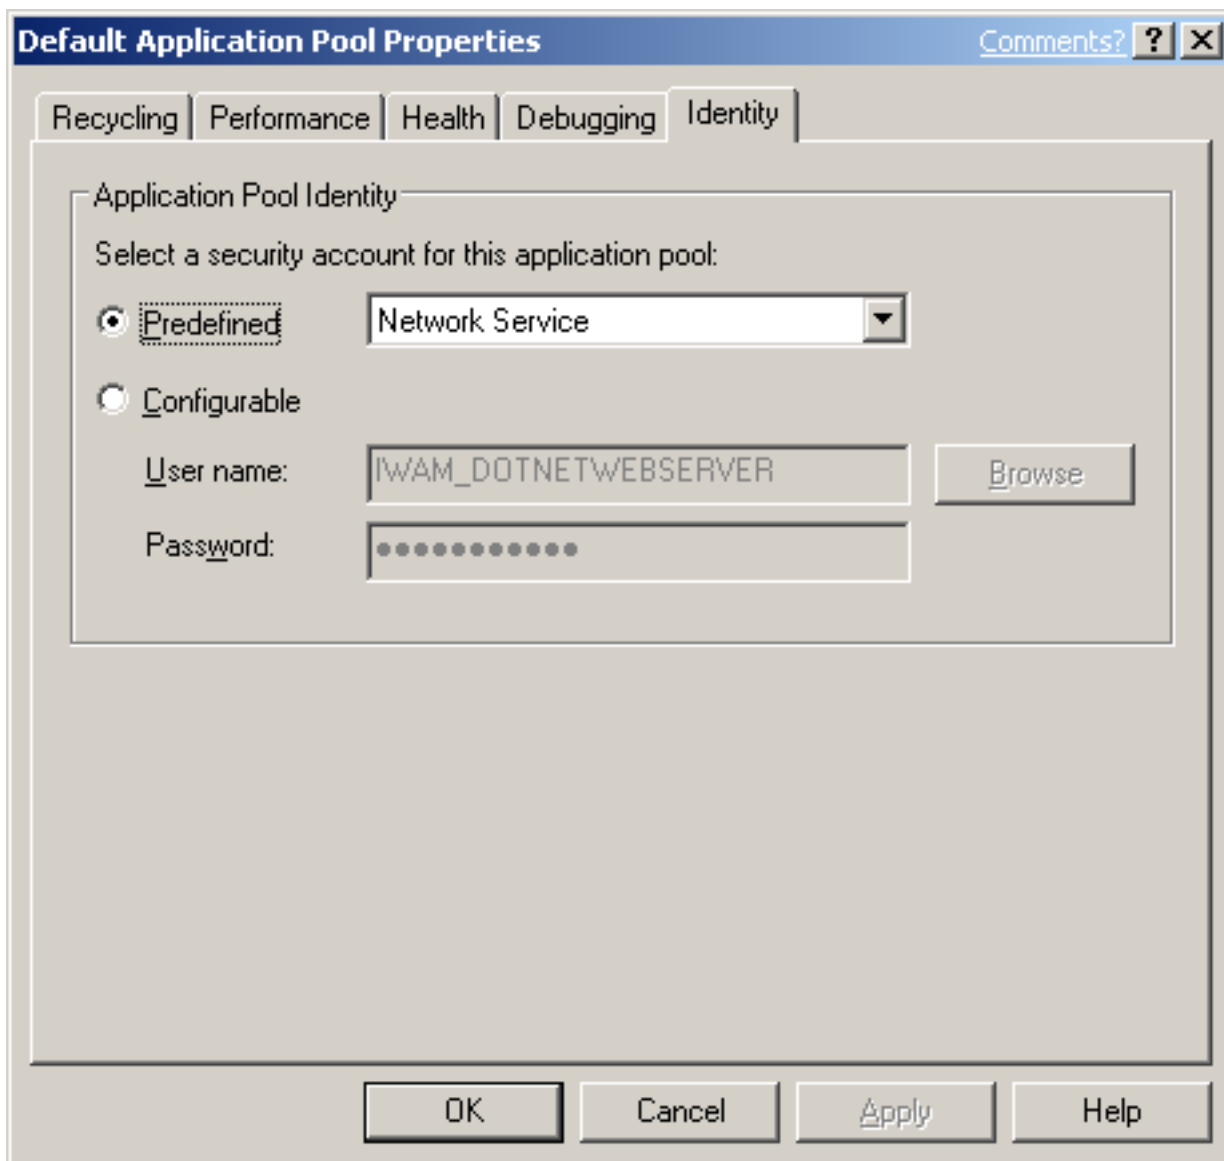 Default Application Pool Properties Comments? ? X
Recycling Performance Health Debugging Identity
Application Pool Identity
Select a security account for this application pool:
Predefined Network Service
Configurable
User name: IWAM_DOTNETWEBSERVER Browse
Password: ●●●●●●●●●●●
OK Cancel Apply Help